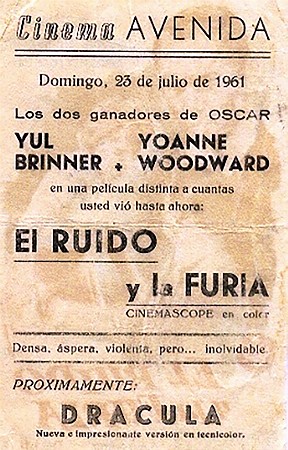 Cinema AVENIDA
Domingo, 23 de julio de 1961
Los dos ganadores de OSCAR
YUL YOANNE
BRINNER + WOODWARD
en una película distinta a cuantas
usted vió hasta ahora:
El RUIDO
y la FURIA
CINEMASCOPE en color
Densa, áspera, violenta, pero... inolvidable.
PROXIMAMENTE:
DRACULA
Nueva e impresionante versión en tecnicolor.